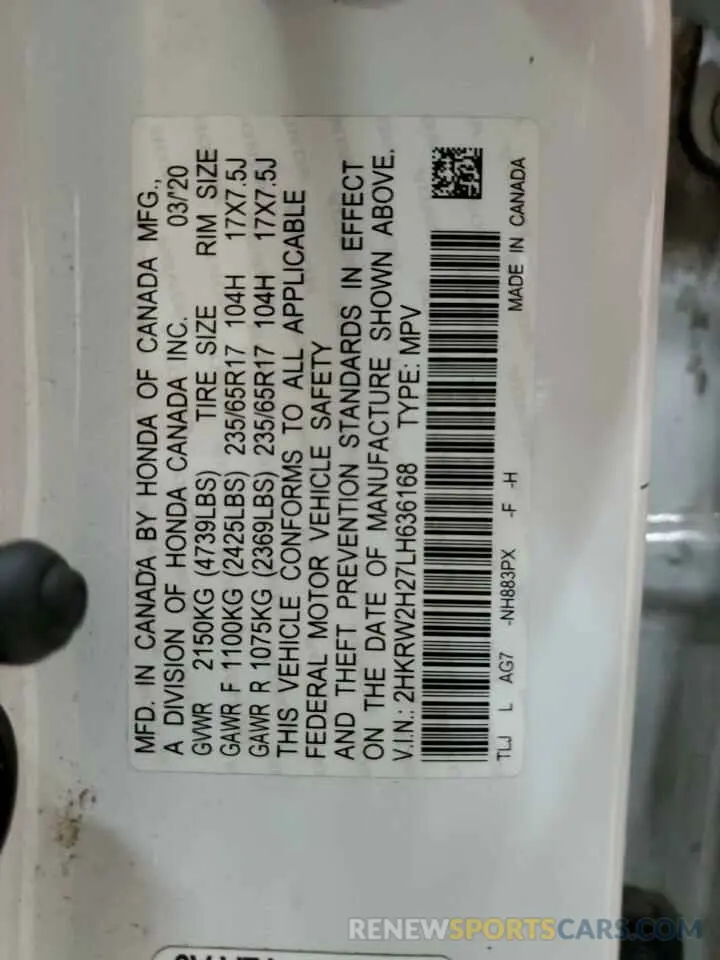 MFD. IN CANADA BY HONDA OF CANADA MFG.,
A DIVISION OF HONDA CANADA INC. 03/'20
GVWR 2150KG (4739LBS) TIRE SIZE RIM SIZE
GAWR F 1100KG (2425LBS) 235/65R17 104H 17X7.5J
GAWR R 1075KG (2369LBS) 235/65R17 104H 17X7.5J
THIS VEHICLE CONFORMS TO ALL APPLICABLE
FEDERAL MOTOR VEHICLE SAFETY
AND THEFT PREVENTION STANDARDS IN EFFECT
ON THE DATE OF MANUFACTURE SHOWN ABOVE.
V.I.N.: 2HKRW2H27LH636168 TYPE: MPV
TLJ L AG7 -NH883PX -F -H MADE IN CANADA
RENEWSPORTSCARS.COM